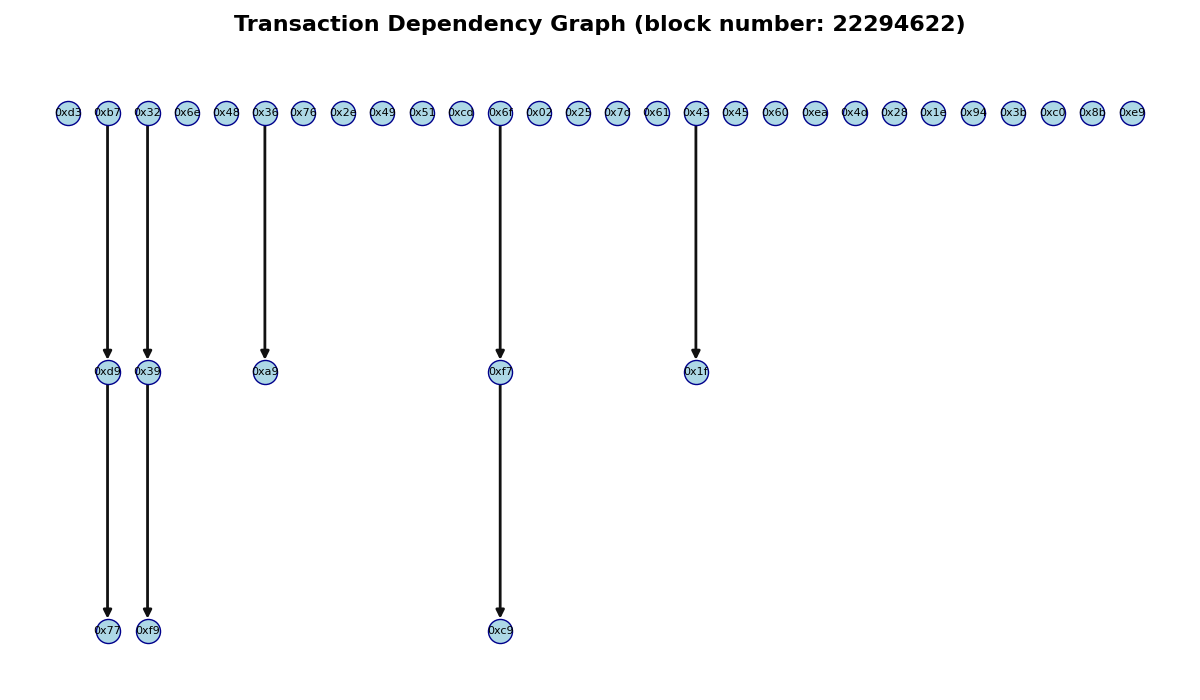 Transaction Dependency Graph (block number: 22294622)
0xd3 0xb7 0x32 0x6e 0x48 0x36 0x76 0x2e 0x49 0x51 0xcd 0x6f 0x02 0x25 0x7d 0x61 0x43 0x45 0x60 0xea 0x4d 0x28 0x1e 0x94 0x3b 0xc0 0x8b 0xe9
0xd9 0x39 0xa9 0xf7 0x1f
0x77 0xf9 0xc9